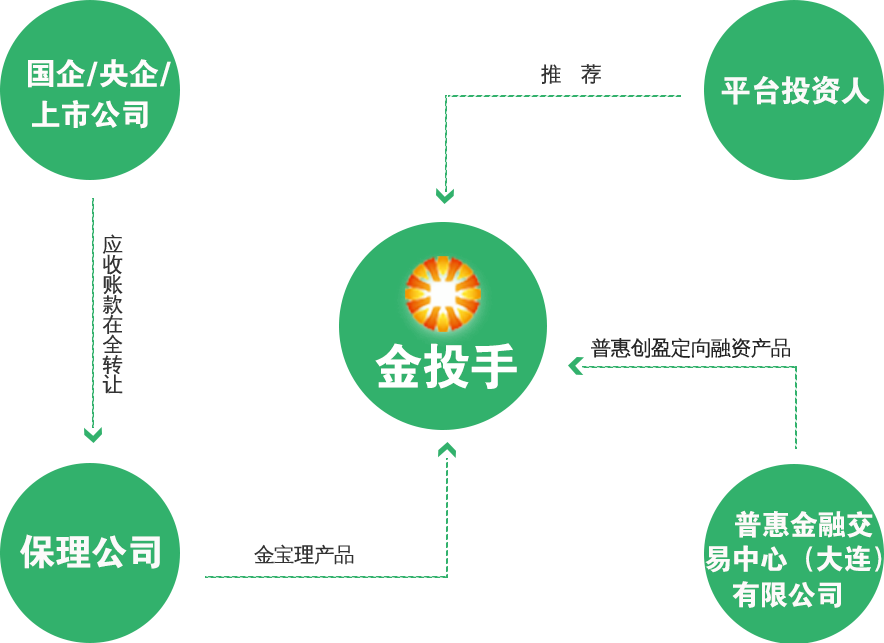 国企/央企/
上市公司
推 荐
平台投资人
应收账款在全转让
金投手
普惠创盈定向融资产品
保理公司
金宝理产品
普惠金融交
易中心（大连）
有限公司